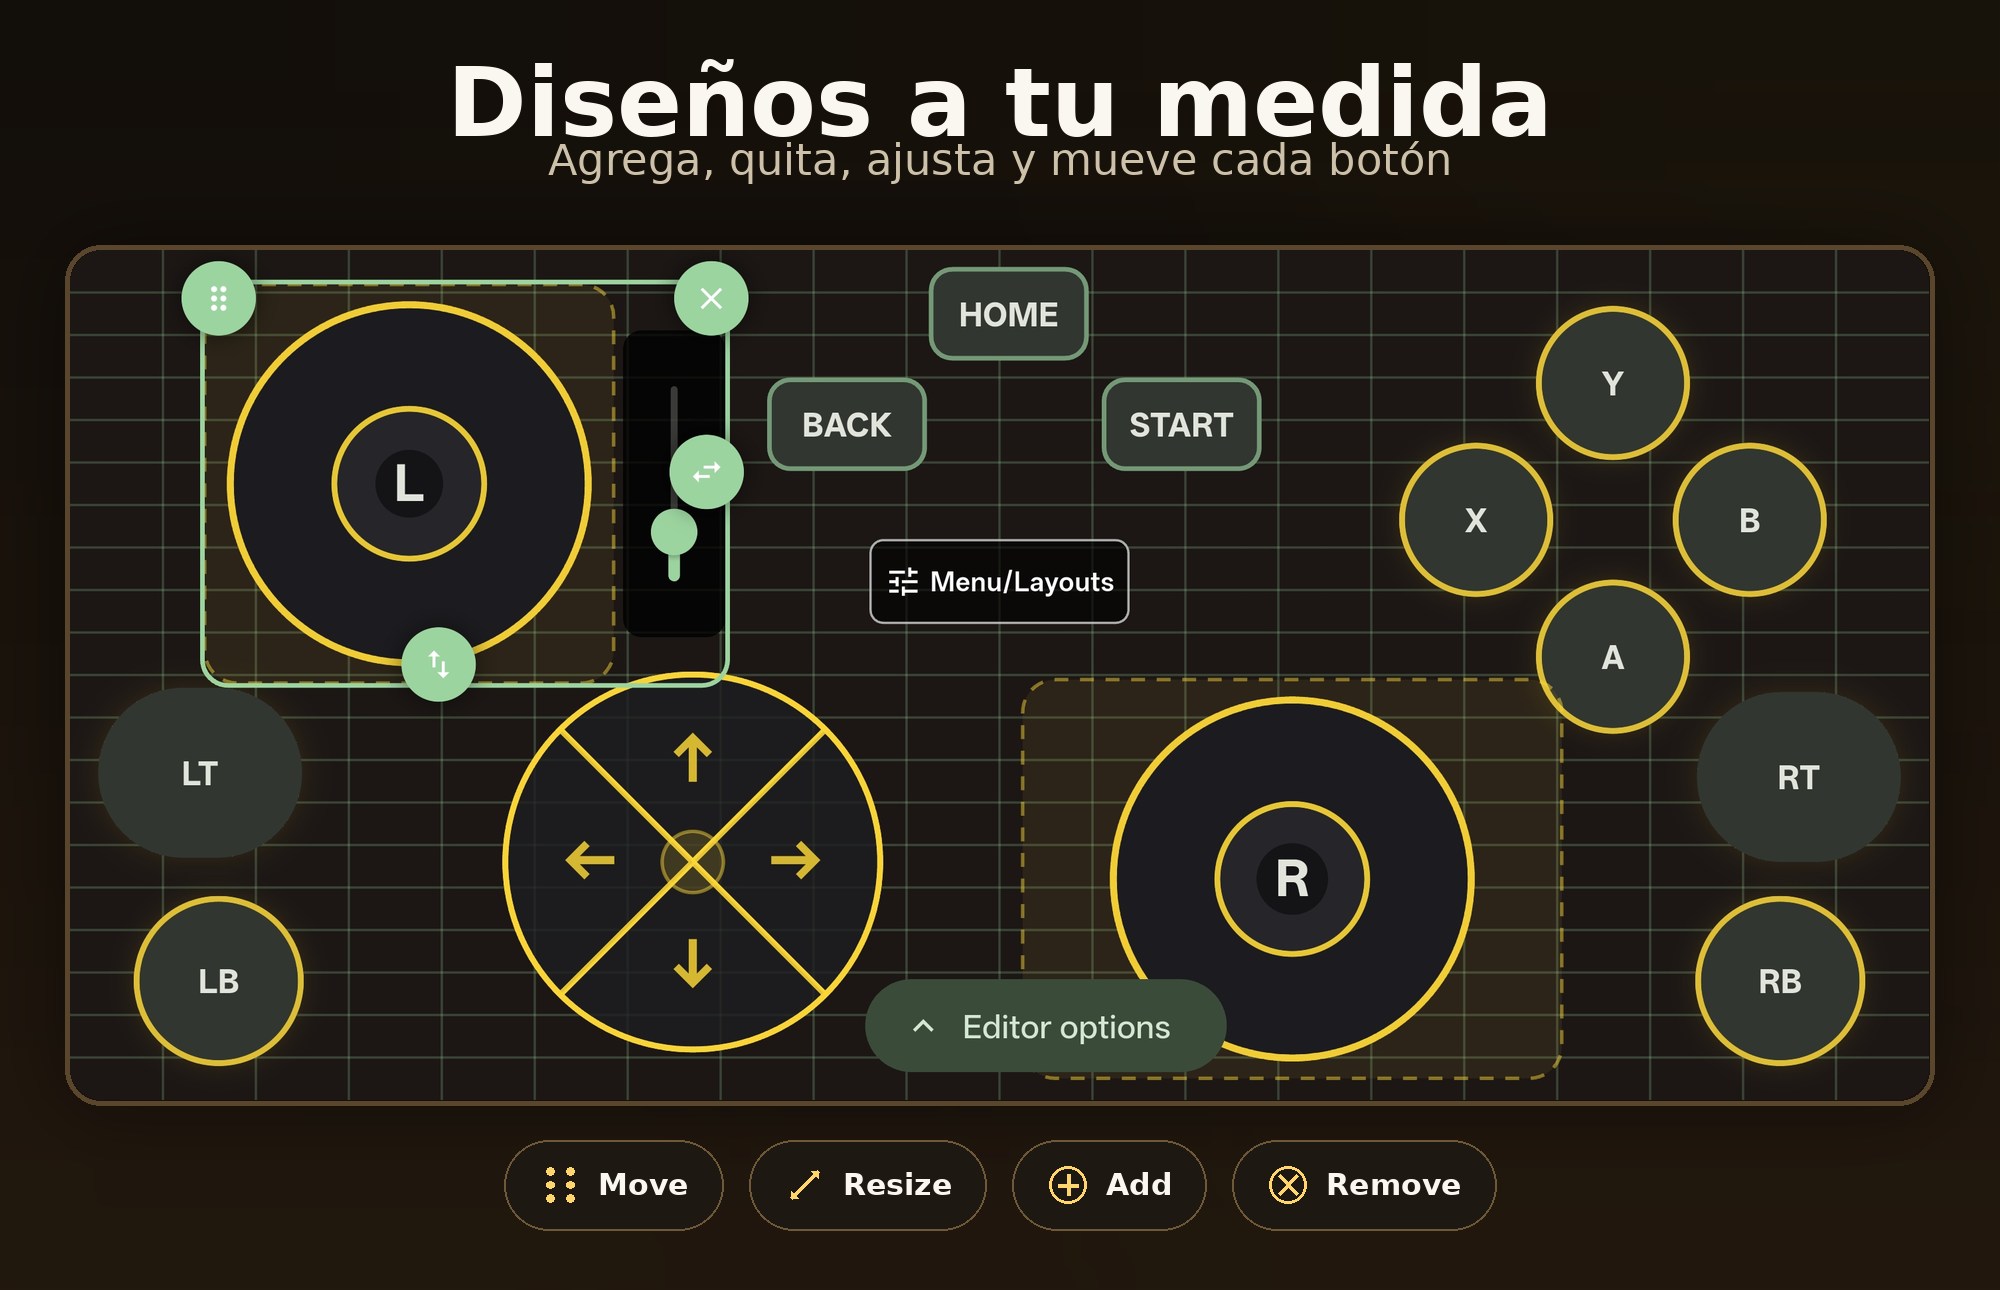 Diseños a tu medida
Agrega, quita, ajusta y mueve cada botón
HOME
BACK
START
L
Y
X
B
A
Menu/Layouts
LT
RT
R
LB
RB
Editor options
Move
Resize
Add
Remove